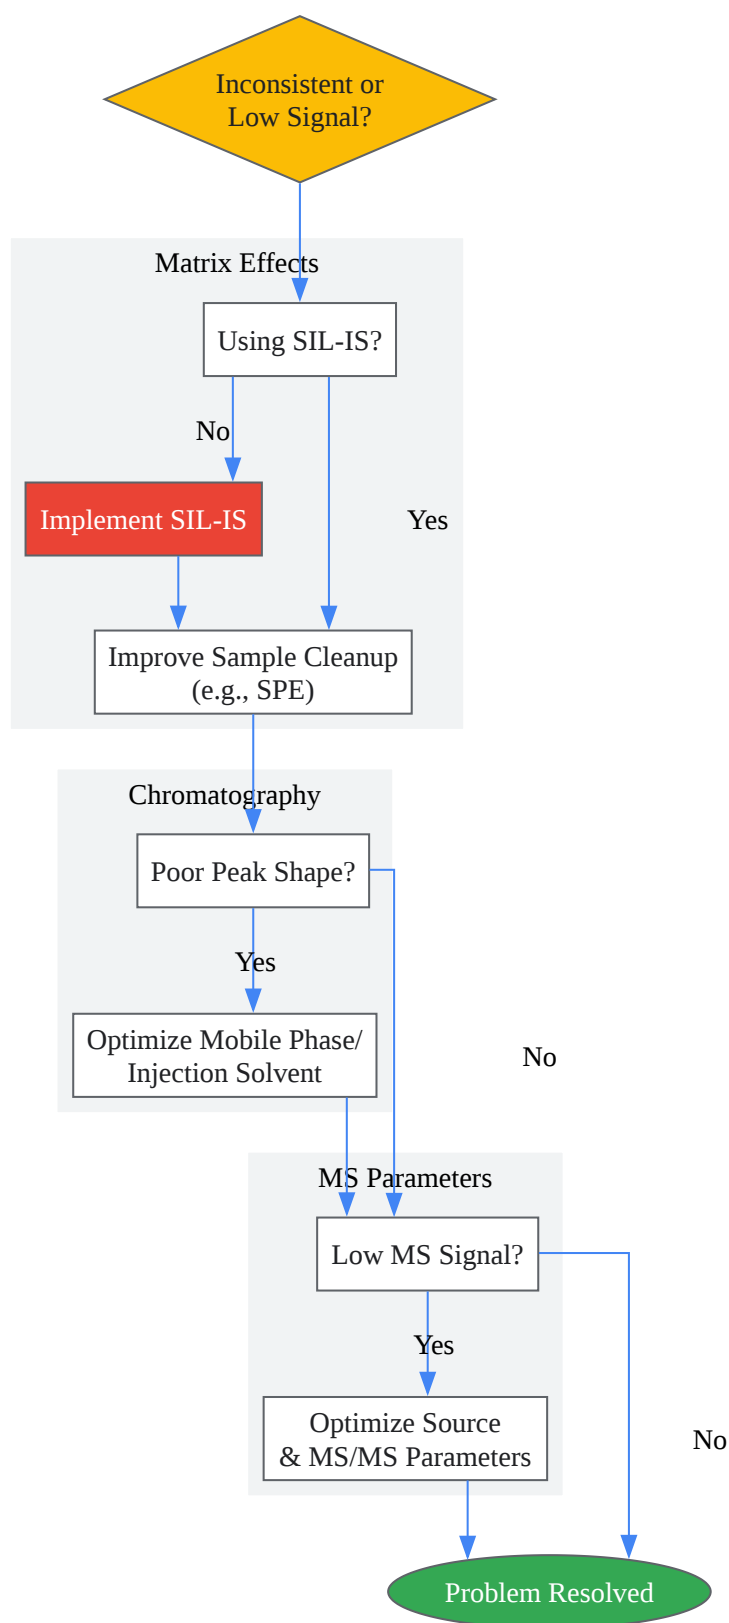 Inconsistent or
Low Signal?
Matrix Effects
Using SIL-IS?
No
Implement SIL-IS
Yes
Improve Sample Cleanup
(e.g., SPE)
Chromatography
Poor Peak Shape?
Yes
Optimize Mobile Phase/
Injection Solvent
No
MS Parameters
Low MS Signal?
Yes
Optimize Source
& MS/MS Parameters
No
Problem Resolved